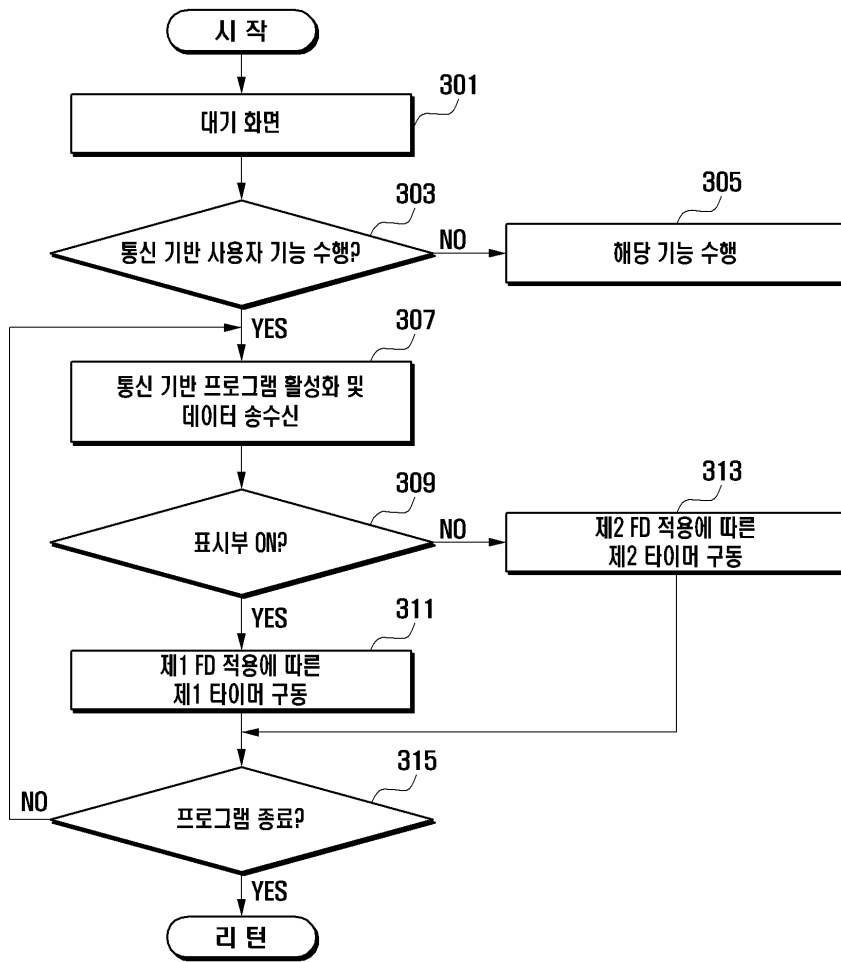 시 작
301
대기 화면
303
통신 기반 사용자 기능 수행?
NO
305
해당 기능 수행
YES
307
통신 기반 프로그램 활성화 및
데이터 송수신
309
표시부 ON?
NO
313
제2 FD 적용에 따른
제2 타이머 구동
YES
311
제1 FD 적용에 따른
제1 타이머 구동
315
프로그램 종료?
NO
YES
리 턴